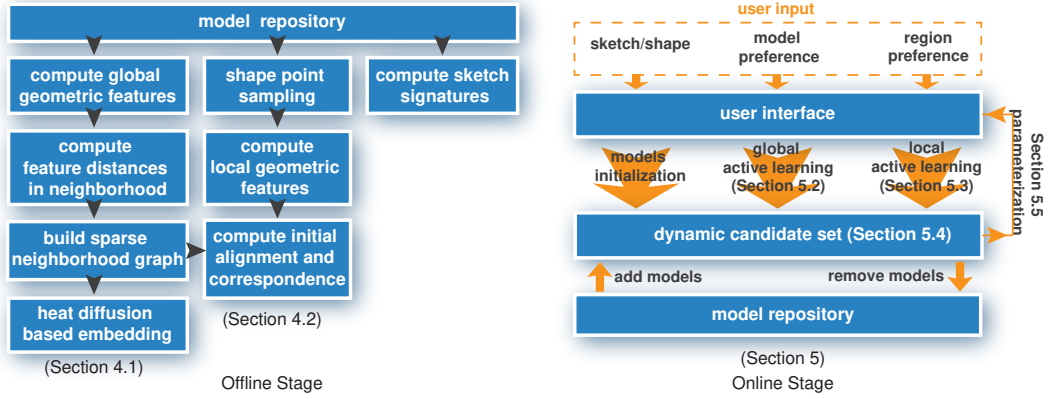 model repository
compute global
geometric features
compute
feature distances
in neighborhood
build sparse
neighborhood graph
heat diffusion
based embedding
(Section 4.1)
shape point
sampling
compute
local geometric
features
compute initial
alignment and
correspondence
(Section 4.2)
compute sketch
signatures
Offline Stage
user input
sketch/shape
model
preference
region
preference
user interface
models
initialization
global
active learning
(Section 5.2)
local
active learning
(Section 5.3)
Section 5.5
parameterization
dynamic candidate set (Section 5.4)
add models
remove models
model repository
(Section 5)
Online Stage